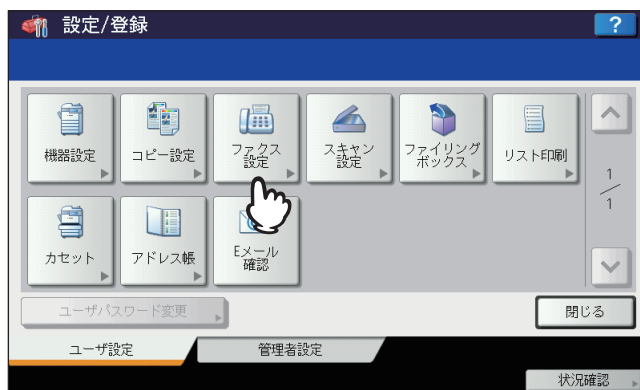 設定/登録
?
機器設定
コピー設定
ファクス
設定
スキャン
設定
ファイリング
ボックス
リスト印刷
1
/
1
カセット
アドレス帳
Eメール
確認
ユーザパスワード変更
閉じる
ユーザ設定
管理者設定
状況確認